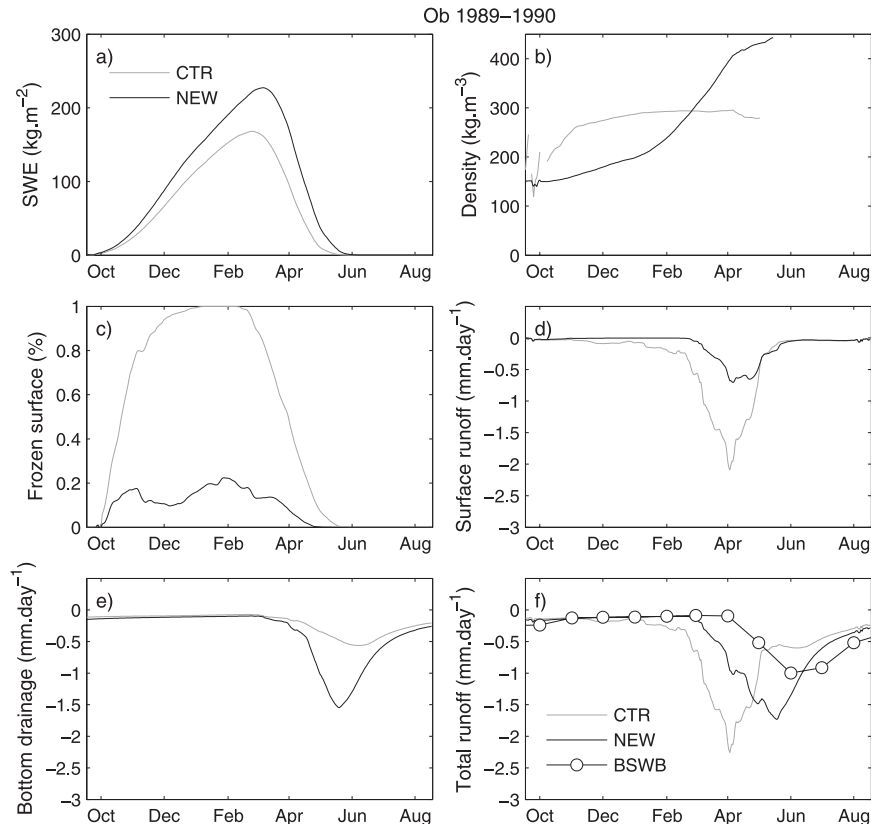 Ob 1989–1990
a)
SWE (kg.m−2)
300
200
100
0
CTR
NEW
Oct Dec Feb Apr Jun Aug
b)
Density (kg.m−3)
400
300
200
100
0
Oct Dec Feb Apr Jun Aug
c)
Frozen surface (%)
1
0.8
0.6
0.4
0.2
0
Oct Dec Feb Apr Jun Aug
d)
Surface runoff (mm.day−1)
0
−0.5
−1
−1.5
−2
−2.5
−3
Oct Dec Feb Apr Jun Aug
e)
Bottom drainage (mm.day−1)
0
−0.5
−1
−1.5
−2
−2.5
−3
Oct Dec Feb Apr Jun Aug
f)
Total runoff (mm.day−1)
0
−0.5
−1
−1.5
−2
−2.5
−3
CTR
NEW
BSWB
Oct Dec Feb Apr Jun Aug